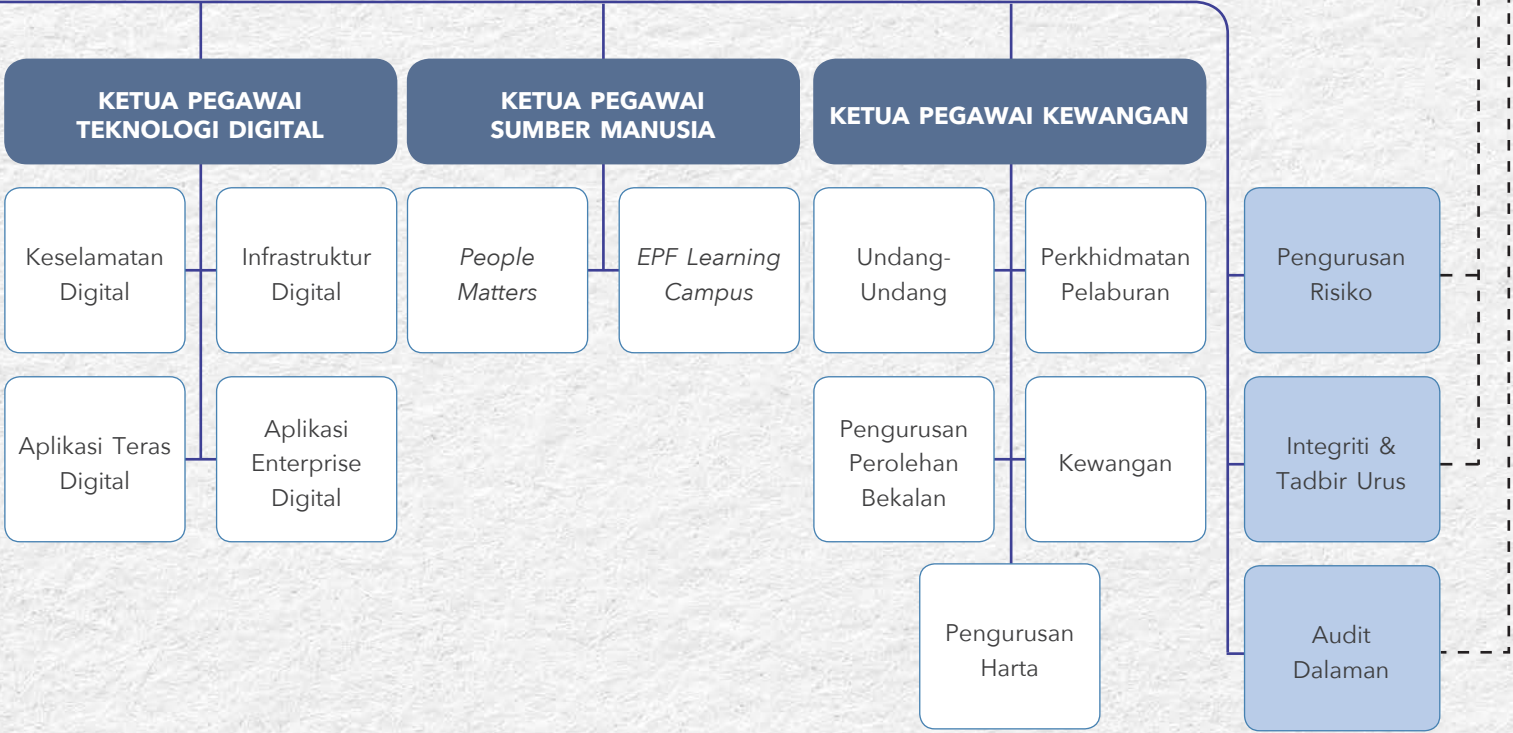 KETUA PEGAWAI
TEKNOLOGI DIGITAL
KETUA PEGAWAI
SUMBER MANUSIA
KETUA PEGAWAI KEWANGAN
Keselamatan
Digital
Infrastruktur
Digital
People
Matters
EPF Learning
Campus
Undang-
Undang
Perkhidmatan
Pelaburan
Pengurusan
Risiko
Aplikasi Teras
Digital
Aplikasi
Enterprise
Digital
Pengurusan
Perolehan
Bekalan
Kewangan
Integriti &
Tadbir Urus
Pengurusan
Harta
Audit
Dalaman